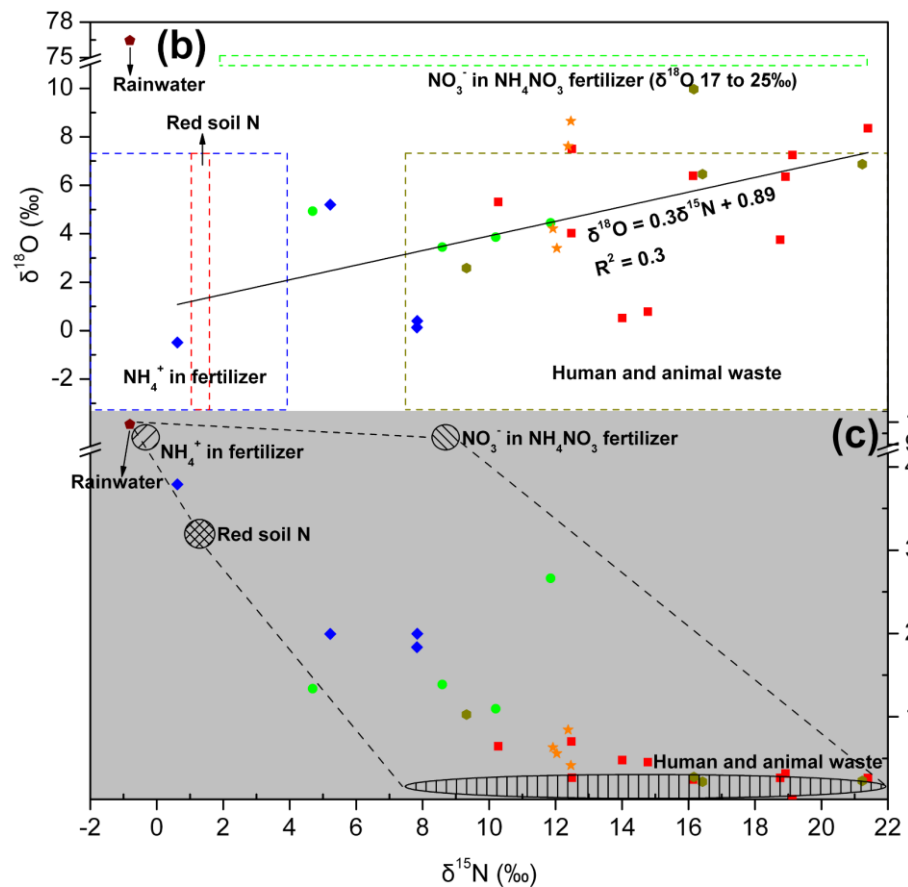 78
(b)
75
Rainwater
NO₃⁻ in NH₄NO₃ fertilizer (δ¹⁸O 17 to 25‰)
10
Red soil N
8
6
δ¹⁸O (‰)
4
δ¹⁸O = 0.3δ¹⁵N + 0.89
R² = 0.3
2
0
-2
NH₄⁺ in fertilizer
Human and animal waste
(c)
NH₄⁺ in fertilizer
NO₃⁻ in NH₄NO₃ fertilizer
Rainwater
Red soil N
Human and animal waste
-2 0 2 4 6 8 10 12 14 16 18 20 22
δ¹⁵N (‰)